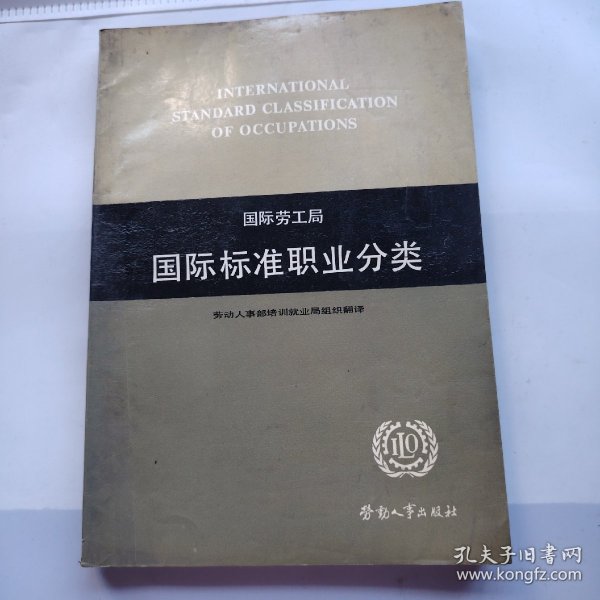 INTERNATIONAL
STANDARD CLASSIFICATION
OF OCCUPATIONS
国际劳工局
国际标准职业分类
劳动人事部培训就业局组织翻译
ILO
劳動人事出版社
孔夫子旧书网
www.kongfz.com